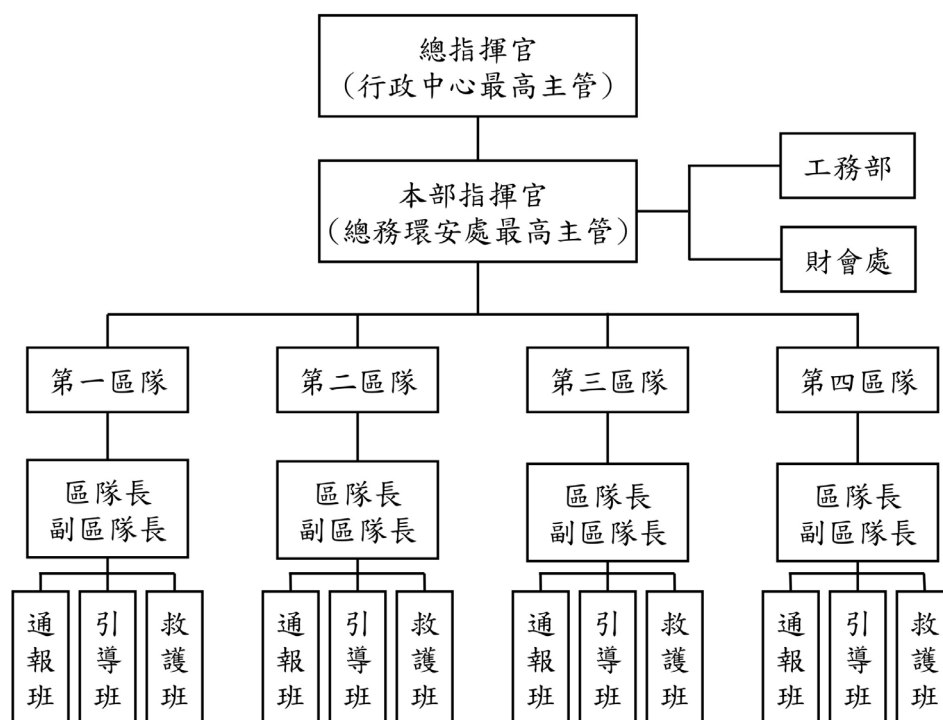 總指揮官
（行政中心最高主管）
本部指揮官
（總務環安處最高主管）
工務部
財會處
第一區隊
第二區隊
第三區隊
第四區隊
區隊長
副區隊長
區隊長
副區隊長
區隊長
副區隊長
區隊長
副區隊長
通報班
引導班
救護班
通報班
引導班
救護班
通報班
引導班
救護班
通報班
引導班
救護班